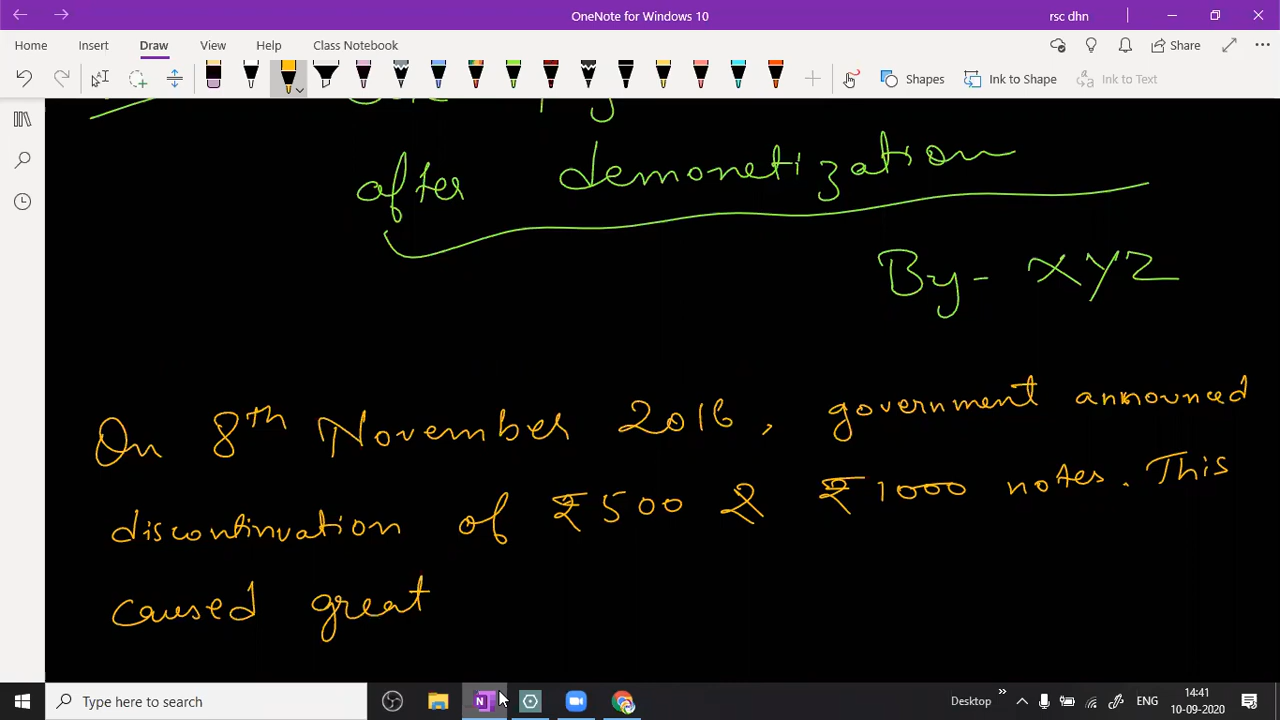 OneNote for Windows 10
rsc dhn
Home Insert Draw View Help Class Notebook
Share
Shapes
Ink to Shape
Ink to Text
after demonetization
By- XYZ
On 8th November 2016, government announced
discontinuation of ₹500 & ₹1000 notes. This
caused great
Type here to search
Desktop
ENG
14:41
10-09-2020